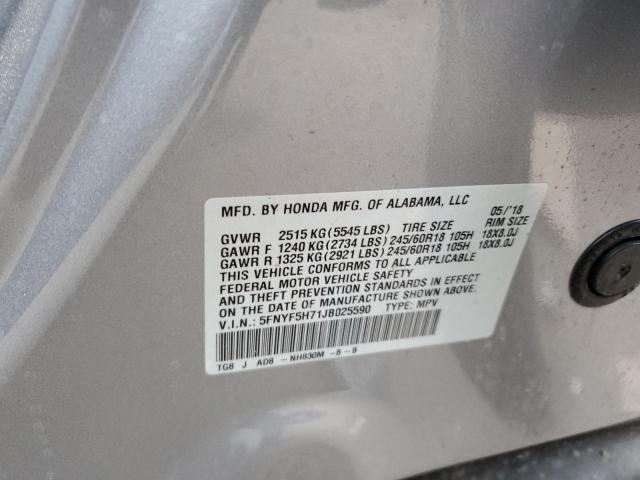 MFD. BY HONDA MFG. OF ALABAMA, LLC 05/'18
GVWR 2515 KG (5545 LBS) TIRE SIZE RIM SIZE
GAWR F 1240 KG (2734 LBS) 245/60R18 105H 18X8.0J
GAWR R 1325 KG (2921 LBS) 245/60R18 105H 18X8.0J
THIS VEHICLE CONFORMS TO ALL APPLICABLE
FEDERAL MOTOR VEHICLE SAFETY
AND THEFT PREVENTION STANDARDS IN EFFECT
ON THE DATE OF MANUFACTURE SHOWN ABOVE.
V.I.N.: 5FNYF5H71JB025590 TYPE: MPV
TG8 J AD8 - NH830M -B - B